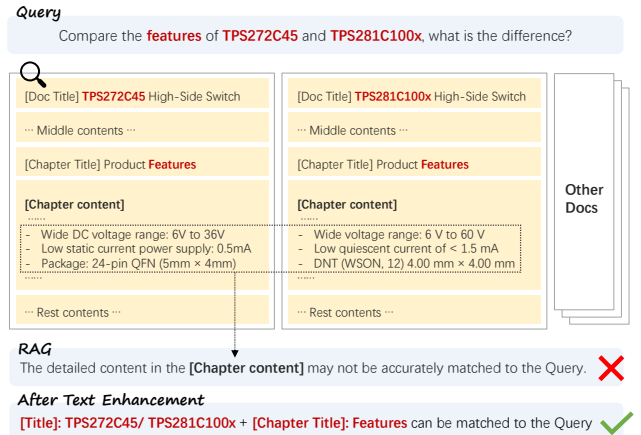 Query
Compare the features of TPS272C45 and TPS281C100x, what is the difference?
[Doc Title] TPS272C45 High-Side Switch
··· Middle contents ···
[Chapter Title] Product Features
[Chapter content]
······
- Wide DC voltage range: 6V to 36V
- Low static current power supply: 0.5mA
- Package: 24-pin QFN (5mm × 4mm)
······
··· Rest contents ···
[Doc Title] TPS281C100x High-Side Switch
··· Middle contents ···
[Chapter Title] Product Features
[Chapter content]
······
- Wide voltage range: 6 V to 60 V
- Low quiescent current of < 1.5 mA
- DNT (WSON, 12) 4.00 mm × 4.00 mm
······
··· Rest contents ···
Other
Docs
RAG
The detailed content in the [Chapter content] may not be accurately matched to the Query.
After Text Enhancement
[Title]: TPS272C45/ TPS281C100x + [Chapter Title]: Features can be matched to the Query